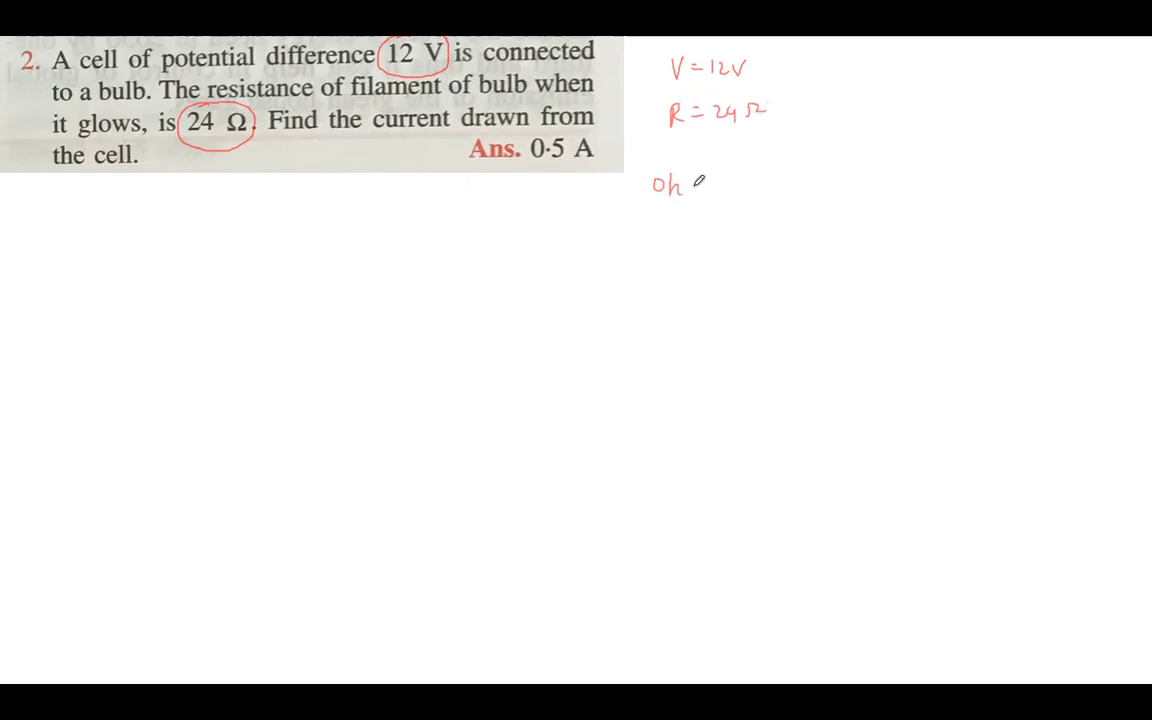 2. A cell of potential difference 12 V is connected
to a bulb. The resistance of filament of bulb when
it glows, is 24 Ω. Find the current drawn from
the cell. Ans. 0·5 A
V = 12V
R = 24 Ω
Oh